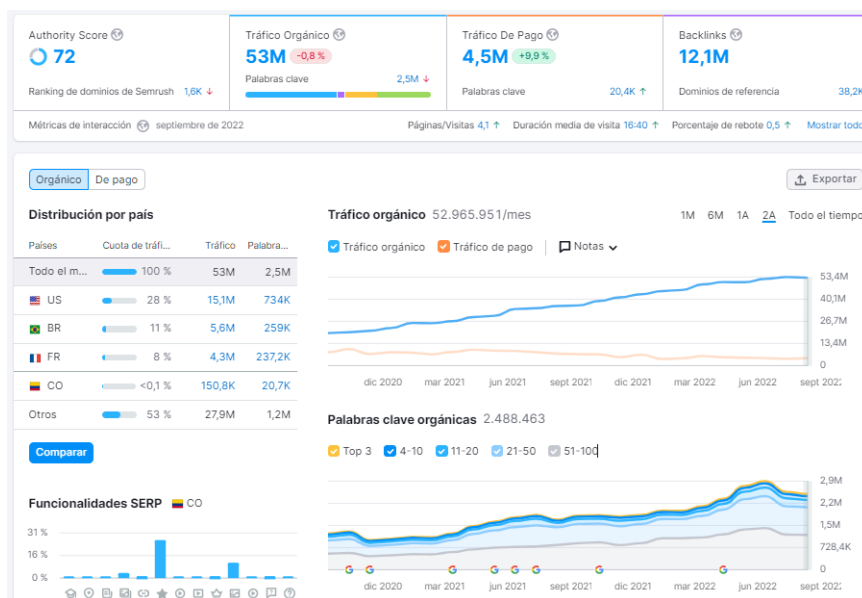 Authority Score
72
Ranking de dominios de Semrush 1,6K ↓
Tráfico Orgánico
53M -0,8 %
Palabras clave 2,5M ↓
Tráfico De Pago
4,5M +9,9 %
Palabras clave 20,4K ↑
Backlinks
12,1M
Dominios de referencia 38,2K
Métricas de interacción septiembre de 2022 Páginas/Visitas 4,1 ↑ Duración media de visita 16:40 ↑ Porcentaje de rebote 0,5 ↑ Mostrar todo
Orgánico De pago
Exportar
Distribución por país
Países Cuota de tráfi... Tráfico Palabra...
Todo el m... 100 % 53M 2,5M
US 28 % 15,1M 734K
BR 11 % 5,6M 259K
FR 8 % 4,3M 237,2K
CO <0,1 % 150,8K 20,7K
Otros 53 % 27,9M 1,2M
Comparar
Funcionalidades SERP CO
31 %
16 %
0 %
Tráfico orgánico 52.965.951/mes
1M 6M 1A 2A Todo el tiempo
Tráfico orgánico Tráfico de pago Notas
53,4M
40,1M
26,7M
13,4M
0
dic 2020 mar 2021 jun 2021 sept 2021 dic 2021 mar 2022 jun 2022 sept 2022
Palabras clave orgánicas 2.488.463
Top 3 4-10 11-20 21-50 51-100
2,9M
2,2M
1,5M
728,4K
0
G G G G G G G G
dic 2020 mar 2021 jun 2021 sept 2021 dic 2021 mar 2022 jun 2022 sept 2022